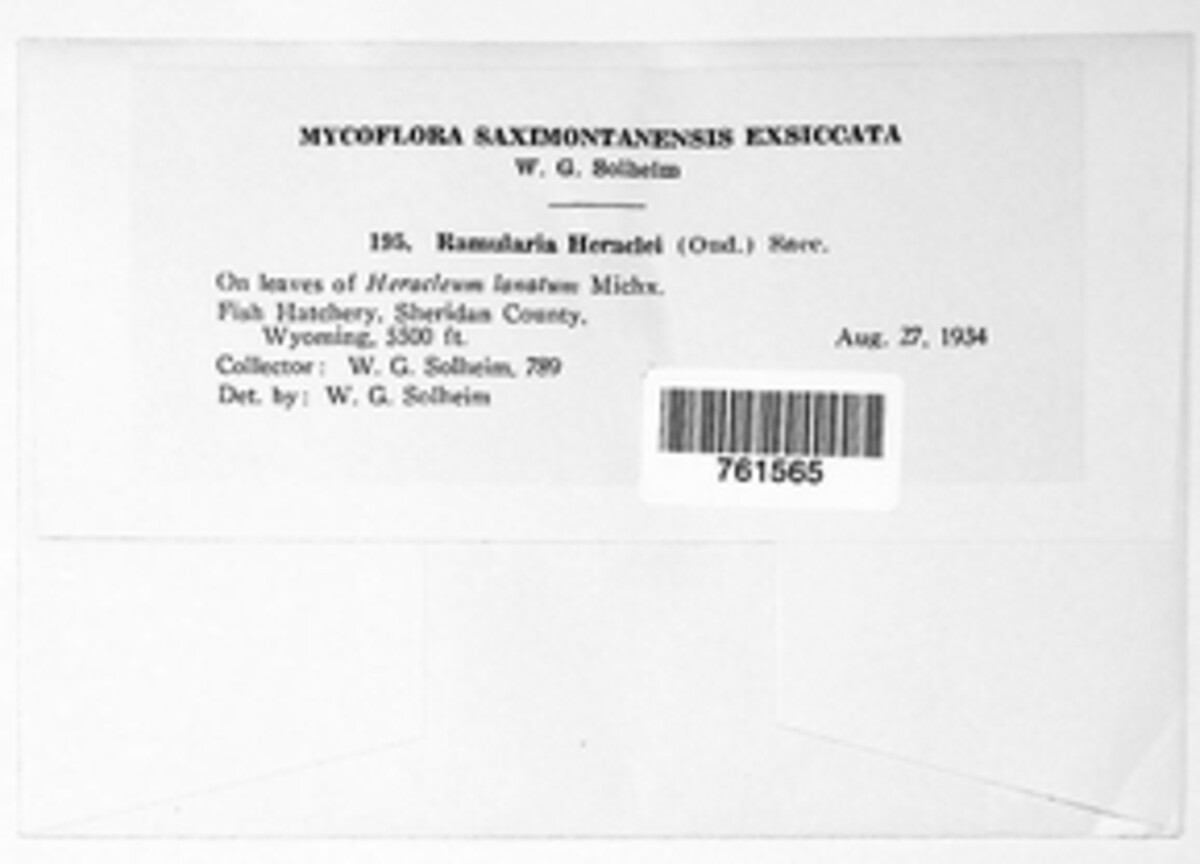 MYCOFLORA SAXIMONTANENSIS EXSICCATA
W. G. Solheim
195. Ramularia Heraclei (Oud.) Sacc.
On leaves of Heracleum lanatum Michx.
Fish Hatchery, Sheridan County,
Wyoming, 5500 ft.
Aug. 27, 1934
Collector: W. G. Solheim, 789
Det. by: W. G. Solheim
761565